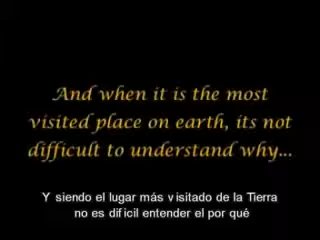 And when it is the most
visited place on earth, its not
difficult to understand why...
Y siendo el lugar más visitado de la Tierra
no es difícil entender el por qué